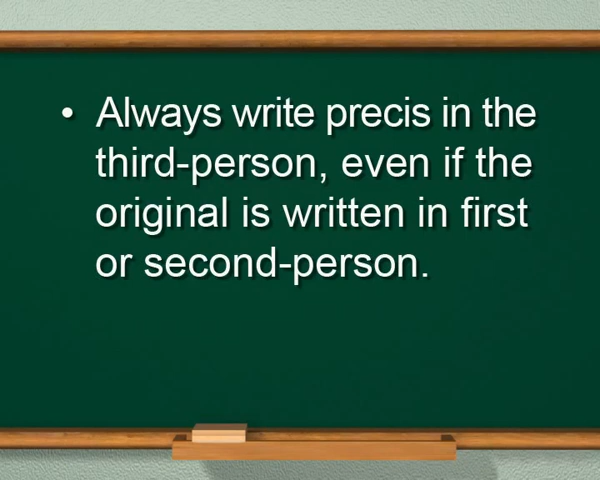 • Always write precis in the
third-person, even if the
original is written in first
or second-person.